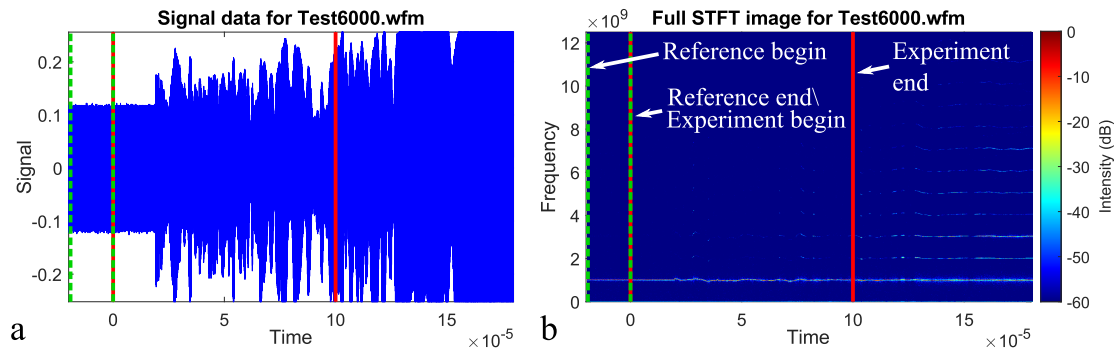 Signal data for Test6000.wfm
0.2
0.1
0
-0.1
-0.2
Signal
0
5
10
15
Time
× 10⁻⁵
a
Full STFT image for Test6000.wfm
× 10⁹
12
10
8
6
4
2
0
Frequency
Reference begin
Reference end\
Experiment begin
Experiment
end
0
5
10
15
Time
× 10⁻⁵
b
0
-10
-20
-30
-40
-50
-60
Intensity (dB)